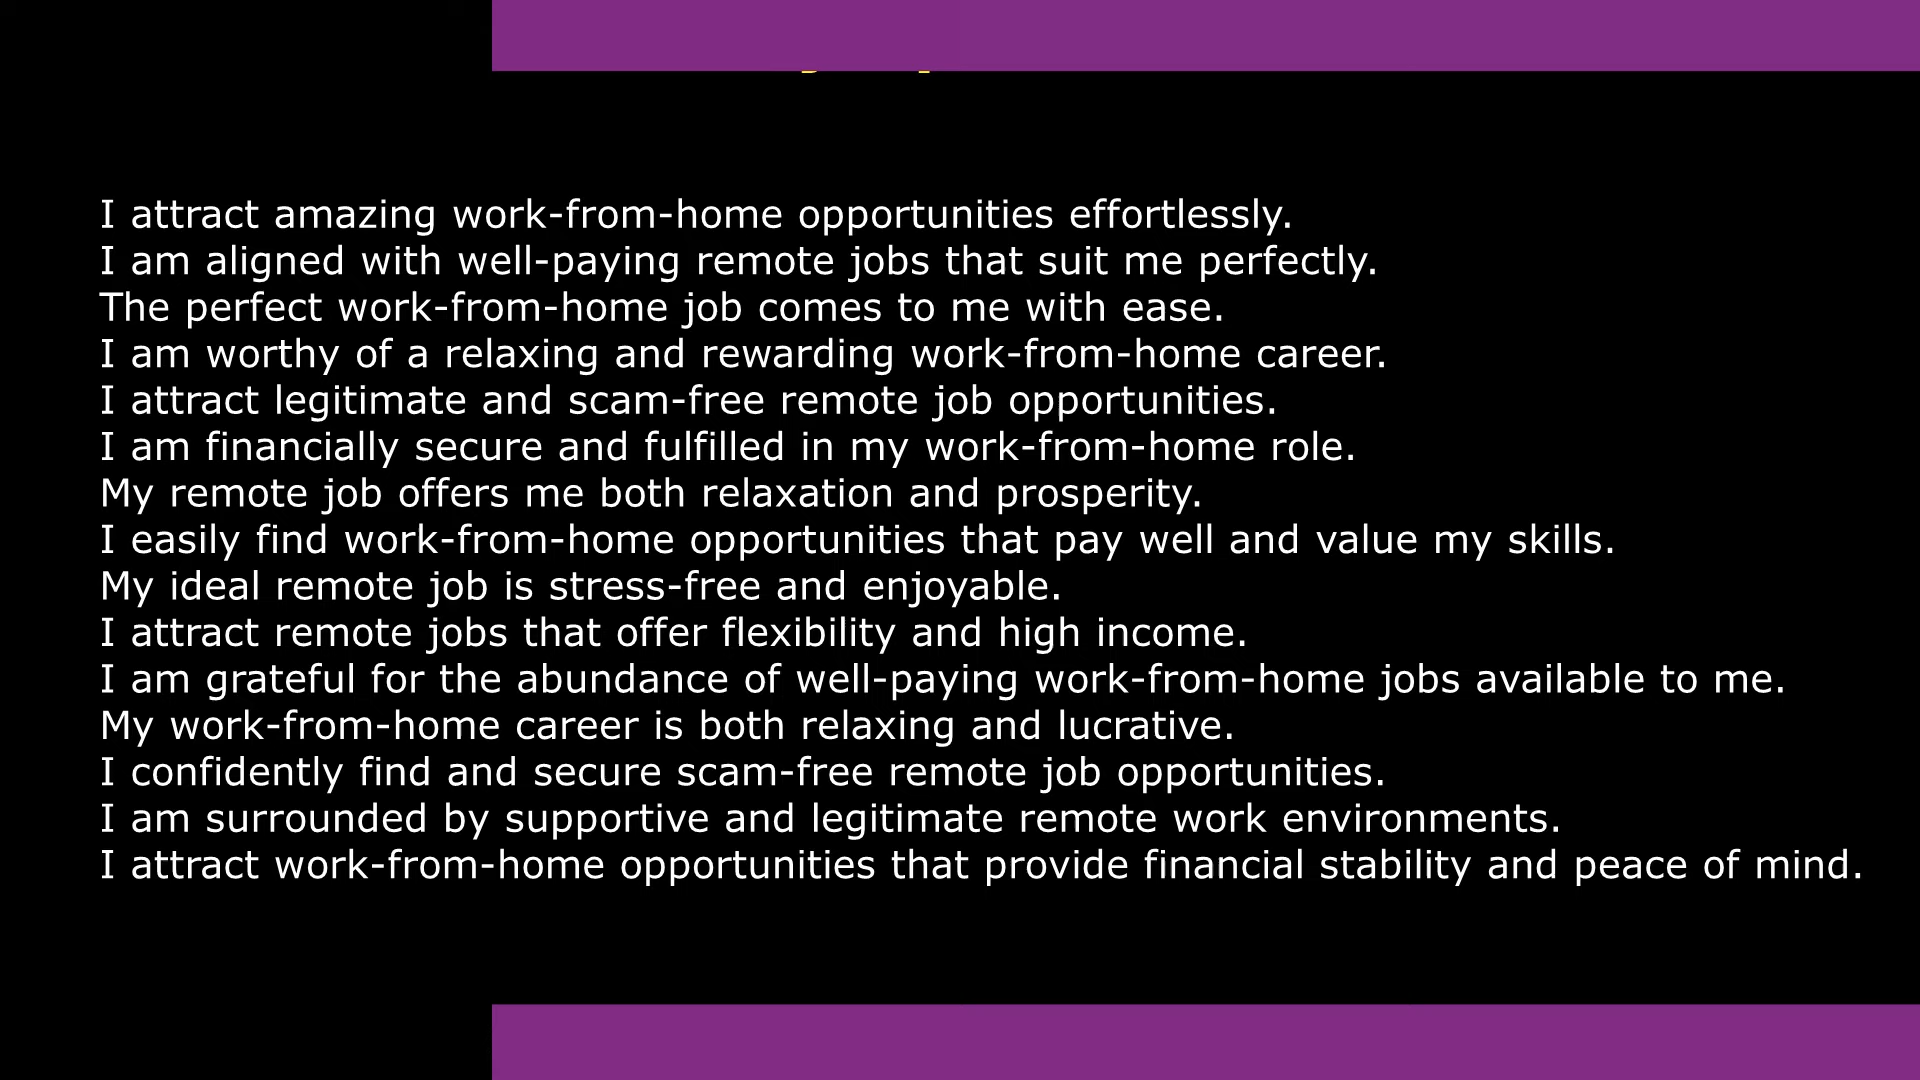 I attract amazing work-from-home opportunities effortlessly.
I am aligned with well-paying remote jobs that suit me perfectly.
The perfect work-from-home job comes to me with ease.
I am worthy of a relaxing and rewarding work-from-home career.
I attract legitimate and scam-free remote job opportunities.
I am financially secure and fulfilled in my work-from-home role.
My remote job offers me both relaxation and prosperity.
I easily find work-from-home opportunities that pay well and value my skills.
My ideal remote job is stress-free and enjoyable.
I attract remote jobs that offer flexibility and high income.
I am grateful for the abundance of well-paying work-from-home jobs available to me.
My work-from-home career is both relaxing and lucrative.
I confidently find and secure scam-free remote job opportunities.
I am surrounded by supportive and legitimate remote work environments.
I attract work-from-home opportunities that provide financial stability and peace of mind.